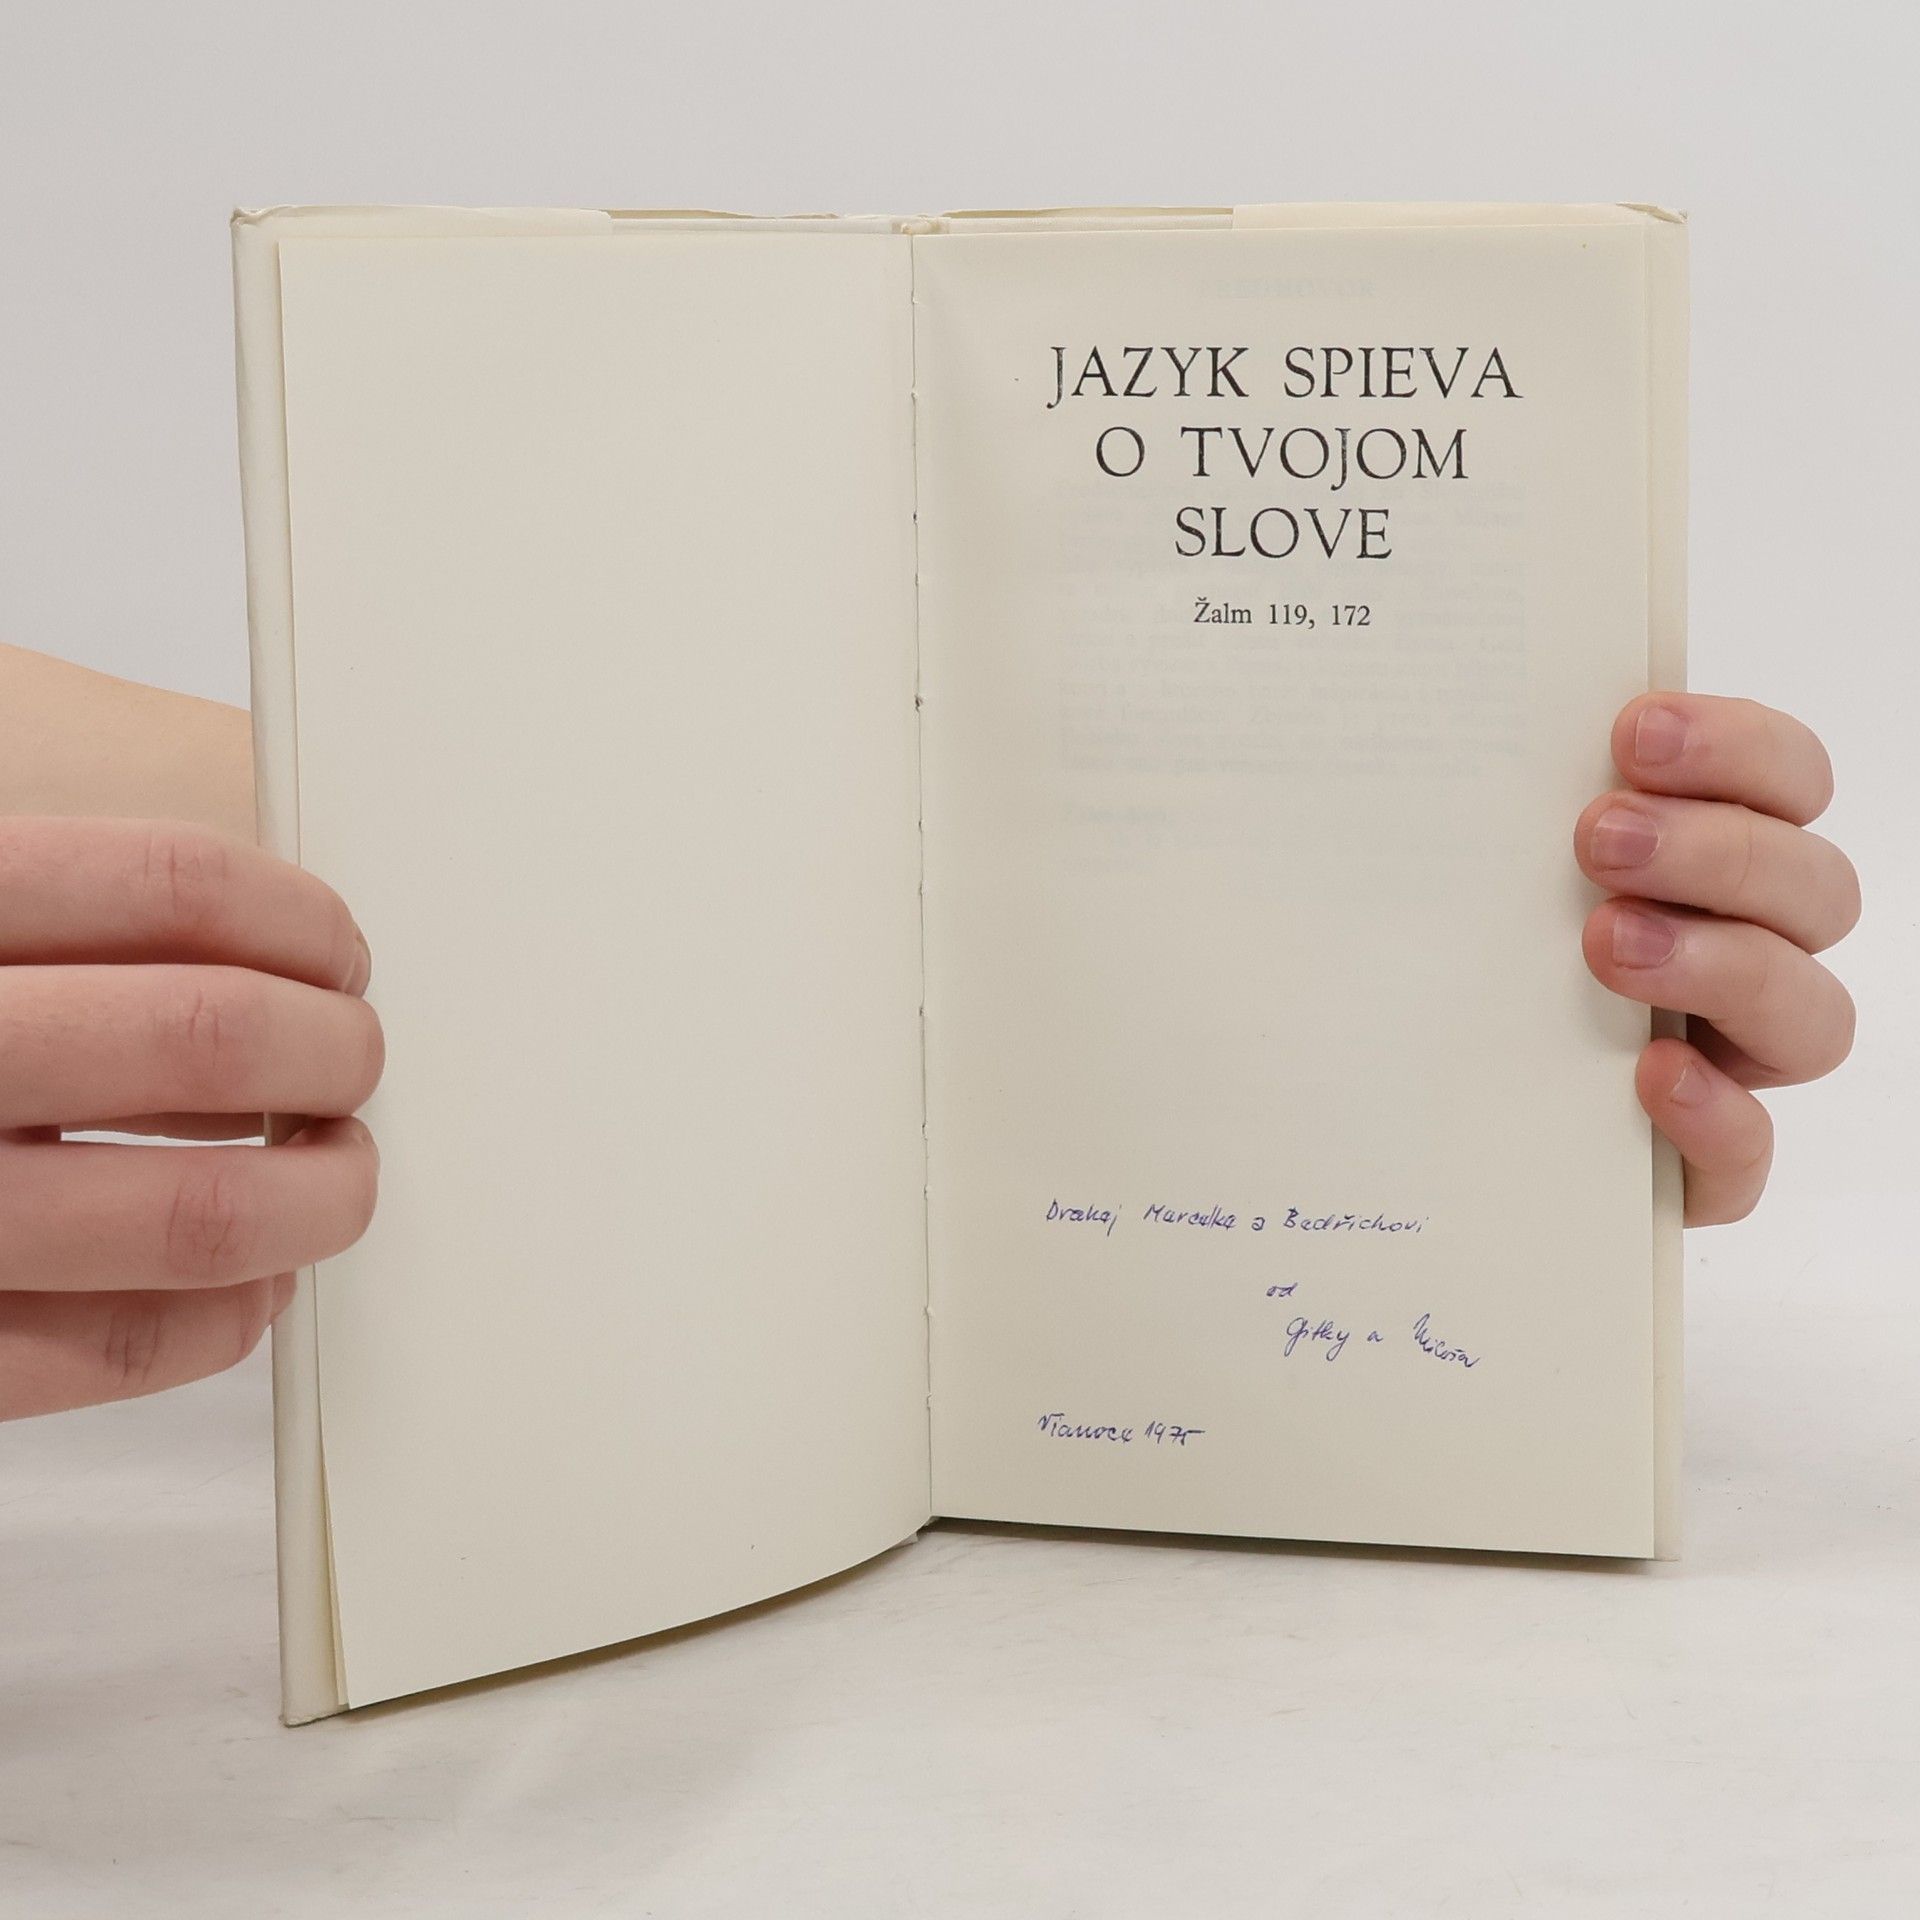 JAZYK SPIEVA
O TVOJOM
SLOVE
Žalm 119, 172
Drahej Marcelke a Bedřichovi
od
Gitky a Miloša
Vianoce 1975